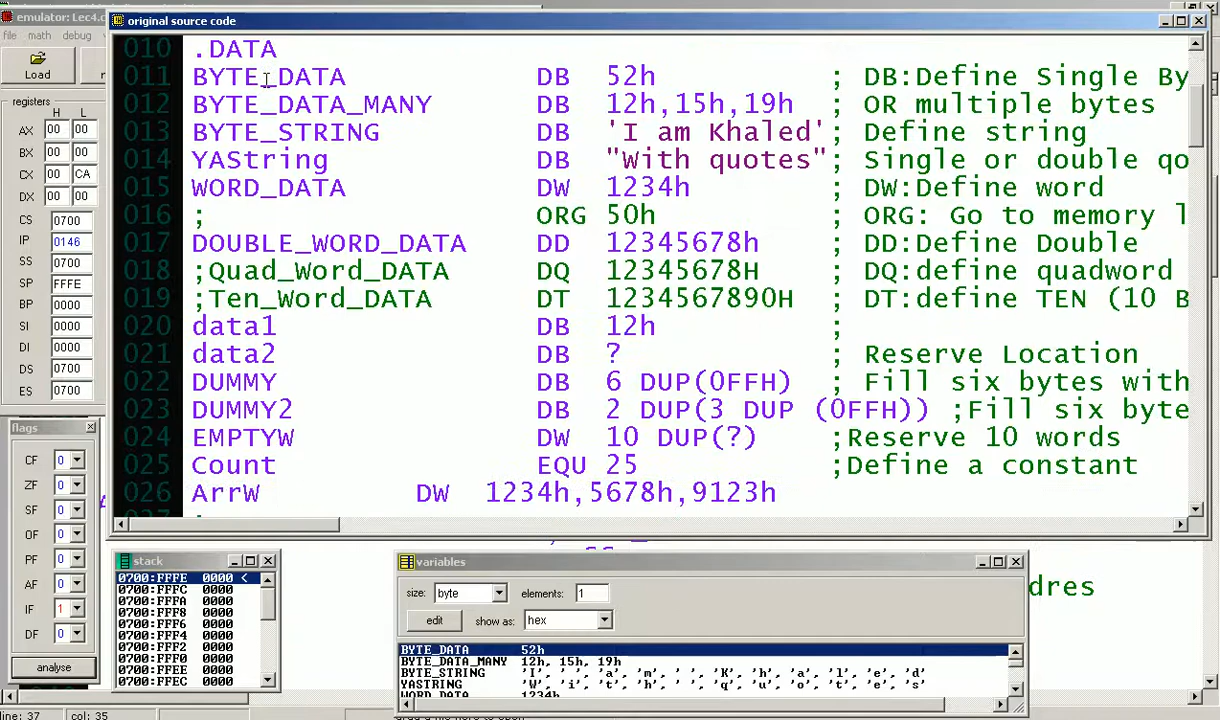 emulator: Lec4.c
original source code
file math debug
Load
registers
H L
AX 00 00
BX 00 00
CX 00 CA
DX 00 00
CS 0700
IP 0146
SS 0700
SP FFFE
BP 0000
SI 0000
DI 0000
DS 0700
ES 0700
flags
CF 0
ZF 0
SF 0
OF 0
PF 0
AF 0
IF 1
DF 0
analyse
010 .DATA
011 BYTE_DATA DB 52h ; DB:Define Single By
012 BYTE_DATA_MANY DB 12h,15h,19h ; OR multiple bytes
013 BYTE_STRING DB 'I am Khaled'; Define string
014 YAString DB "With quotes"; Single or double qo
015 WORD_DATA DW 1234h ; DW:Define word
016 ; ORG 50h ; ORG: Go to memory l
017 DOUBLE_WORD_DATA DD 12345678h ; DD:Define Double
018 ;Quad_Word_DATA DQ 12345678H ; DQ:define quadword
019 ;Ten_Word_DATA DT 1234567890H ; DT:define TEN (10 B
020 data1 DB 12h ;
021 data2 DB ? ; Reserve Location
022 DUMMY DB 6 DUP(0FFH) ; Fill six bytes with
023 DUMMY2 DB 2 DUP(3 DUP (0FFH)) ;Fill six byte
024 EMPTYW DW 10 DUP(?) ;Reserve 10 words
025 Count EQU 25 ;Define a constant
026 ArrW DW 1234h,5678h,9123h
stack
0700:FFFE 0000 <
0700:FFFC 0000
0700:FFFA 0000
0700:FFF8 0000
0700:FFF6 0000
0700:FFF4 0000
0700:FFF2 0000
0700:FFF0 0000
0700:FFEE 0000
0700:FFEC 0000
variables
size: byte elements: 1
edit show as: hex
BYTE_DATA 52h
BYTE_DATA_MANY 12h, 15h, 19h
BYTE_STRING 'I', ' ', 'a', 'm', ' ', 'K', 'h', 'a', 'l', 'e', 'd'
YASTRING 'W', 'i', 't', 'h', ' ', 'q', 'u', 'o', 't', 'e', 's'
WORD_DATA 1234h
dres
line: 37 col: 35 drag a file here to open